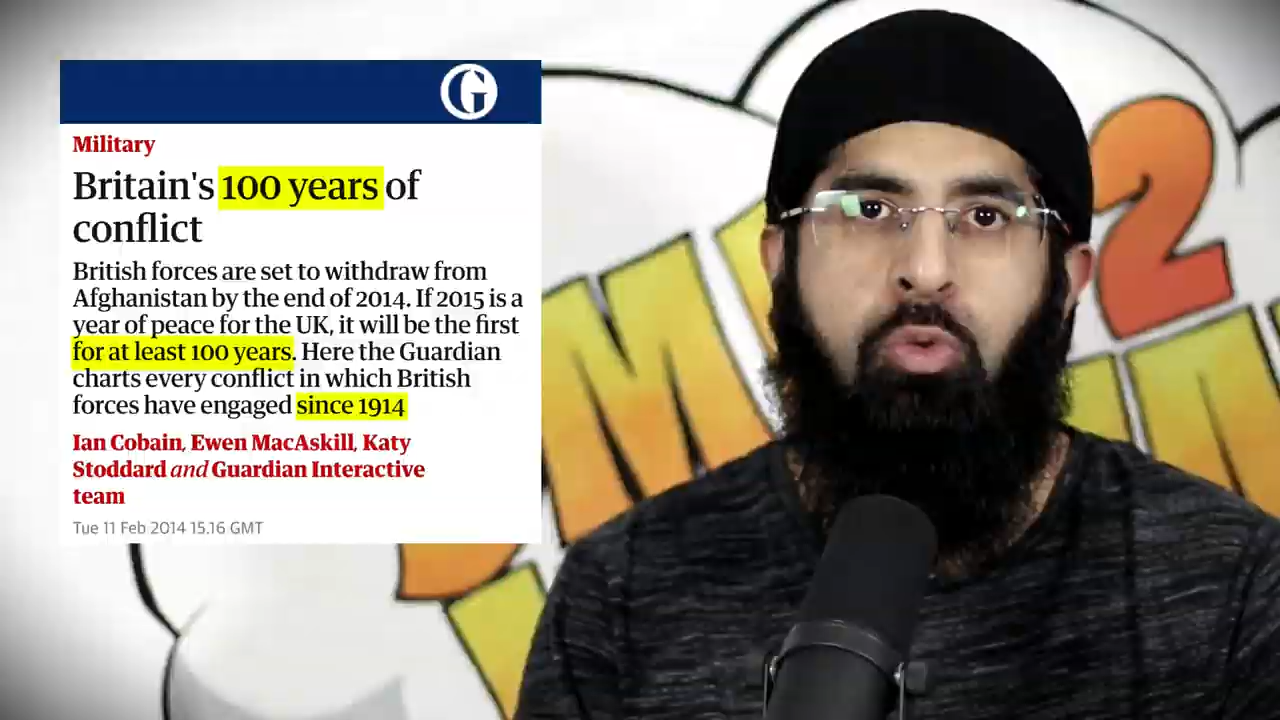 G
Military
Britain's 100 years of
conflict
British forces are set to withdraw from
Afghanistan by the end of 2014. If 2015 is a
year of peace for the UK, it will be the first
for at least 100 years. Here the Guardian
charts every conflict in which British
forces have engaged since 1914
Ian Cobain, Ewen MacAskill, Katy
Stoddard and Guardian Interactive
team
Tue 11 Feb 2014 15.16 GMT
2